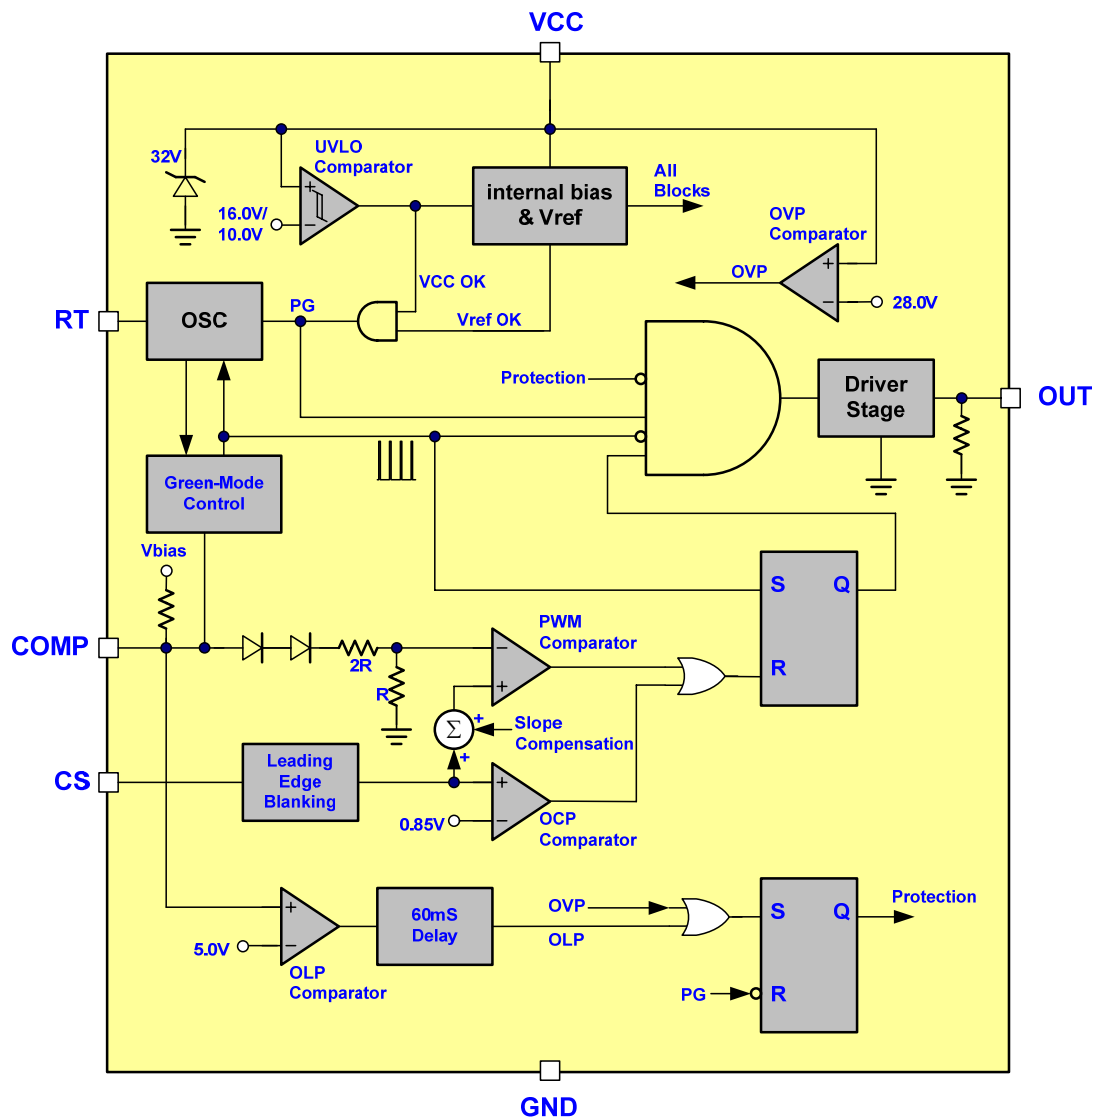 VCC
32V
UVLO
Comparator
+
−
16.0V/
10.0V
internal bias
& Vref
All
Blocks
OVP
Comparator
+
−
OVP
28.0V
VCC OK
Vref OK
PG
RT
OSC
Protection
Driver
Stage
OUT
Green-Mode
Control
Vbias
COMP
2R
R
PWM
Comparator
−
+
S
Q
R
Σ
+
+
Slope
Compensation
CS
Leading
Edge
Blanking
0.85V
+
−
OCP
Comparator
+
−
5.0V
OLP
Comparator
60mS
Delay
OVP
OLP
S
Q
Protection
PG
R
GND